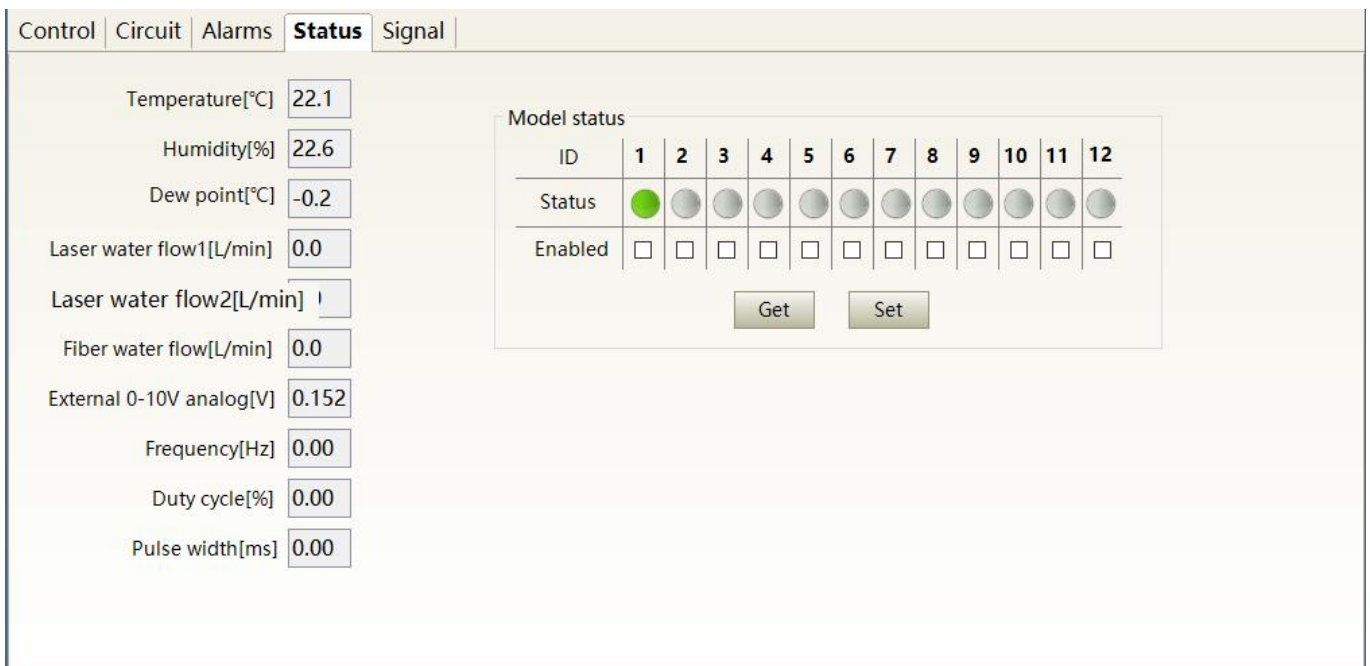 Control Circuit Alarms Status Signal
Temperature[℃] 22.1
Humidity[%] 22.6
Dew point[℃] -0.2
Laser water flow1[L/min] 0.0
Laser water flow2[L/min]
Fiber water flow[L/min] 0.0
External 0-10V analog[V] 0.152
Frequency[Hz] 0.00
Duty cycle[%] 0.00
Pulse width[ms] 0.00
Model status
ID 1 2 3 4 5 6 7 8 9 10 11 12
Status
Enabled
Get Set